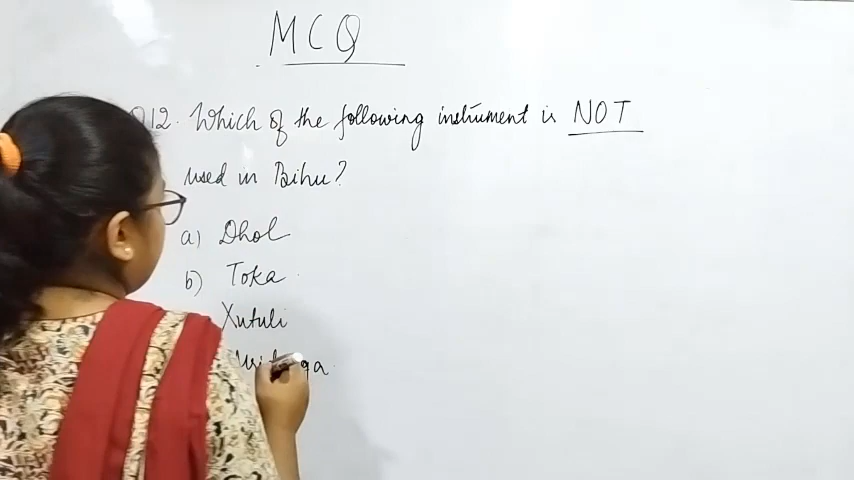 MCQ
Q12. Which of the following instrument is NOT
used in Bihu?
a) Dhol
b) Toka
Xutuli